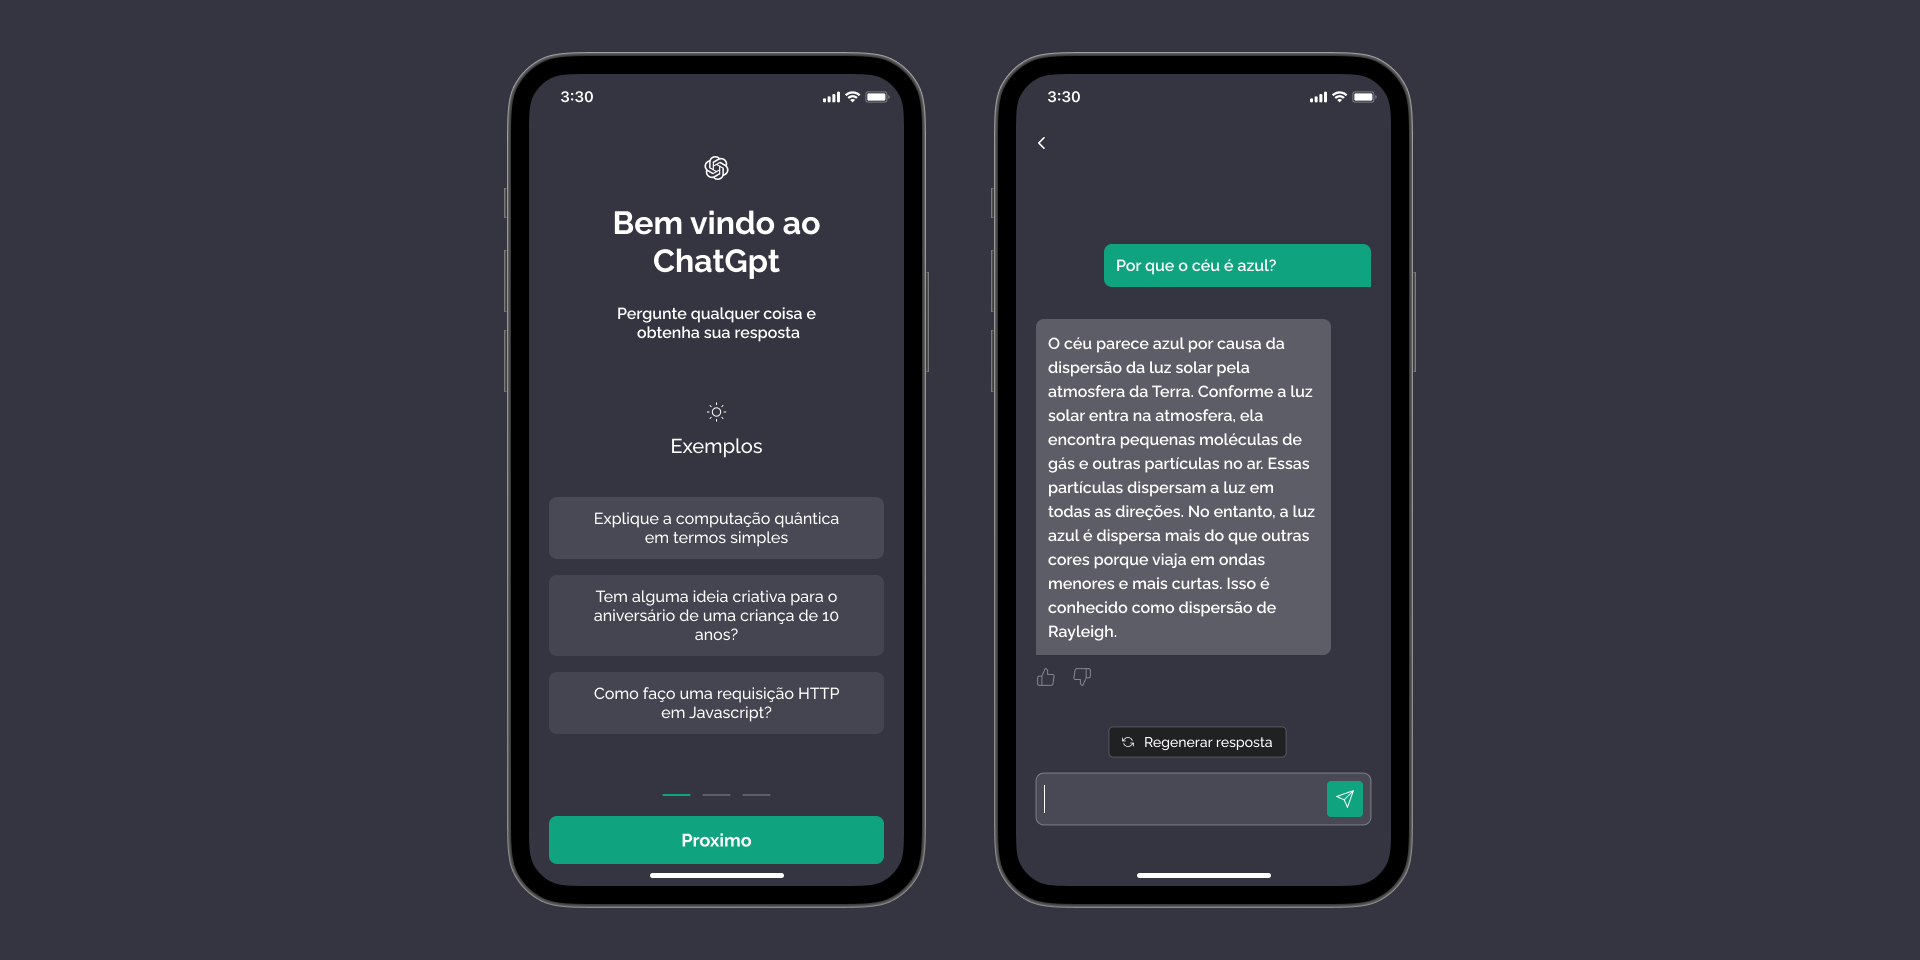 3:30
Bem vindo ao
ChatGpt
Pergunte qualquer coisa e
obtenha sua resposta
Exemplos
Explique a computação quântica
em termos simples
Tem alguma ideia criativa para o
aniversário de uma criança de 10
anos?
Como faço uma requisição HTTP
em Javascript?
Proximo
3:30
Por que o céu é azul?
O céu parece azul por causa da
dispersão da luz solar pela
atmosfera da Terra. Conforme a luz
solar entra na atmosfera, ela
encontra pequenas moléculas de
gás e outras partículas no ar. Essas
partículas dispersam a luz em
todas as direções. No entanto, a luz
azul é dispersa mais do que outras
cores porque viaja em ondas
menores e mais curtas. Isso é
conhecido como dispersão de
Rayleigh.
Regenerar resposta